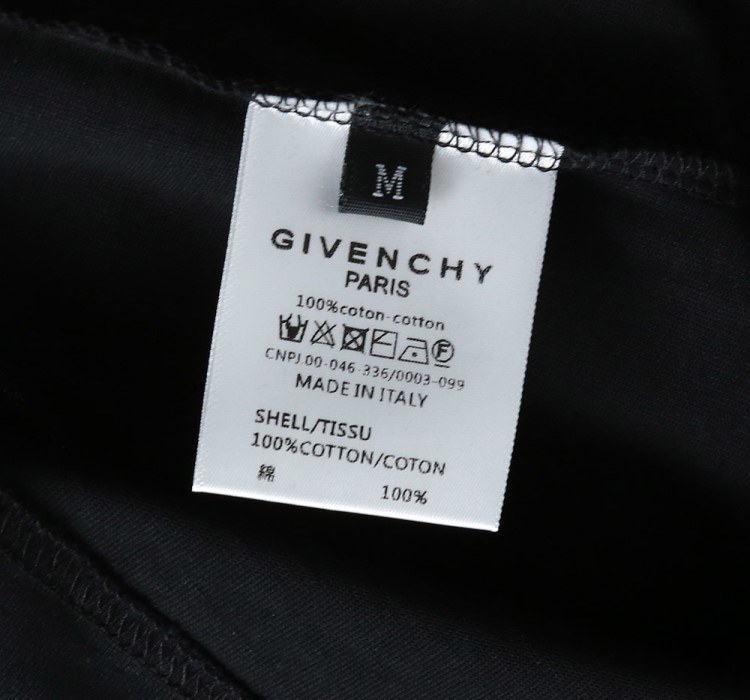 M
GIVENCHY
PARIS
100%coton-cotton
CNPJ.00-046-336/0003-099
MADE IN ITALY
SHELL/TISSU
100%COTTON/COTON
綿 100%